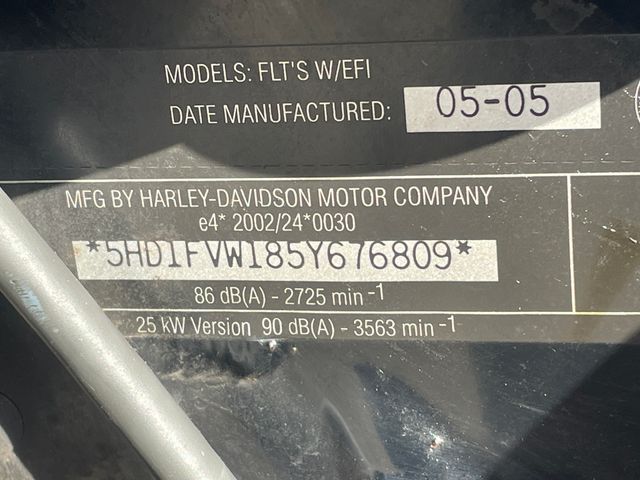 MODELS: FLT'S W/EFI
DATE MANUFACTURED: 05-05
MFG BY HARLEY-DAVIDSON MOTOR COMPANY
e4* 2002/24*0030
*5HD1FVW185Y676809*
86 dB(A) - 2725 min -1
25 kW Version 90 dB(A) - 3563 min -1